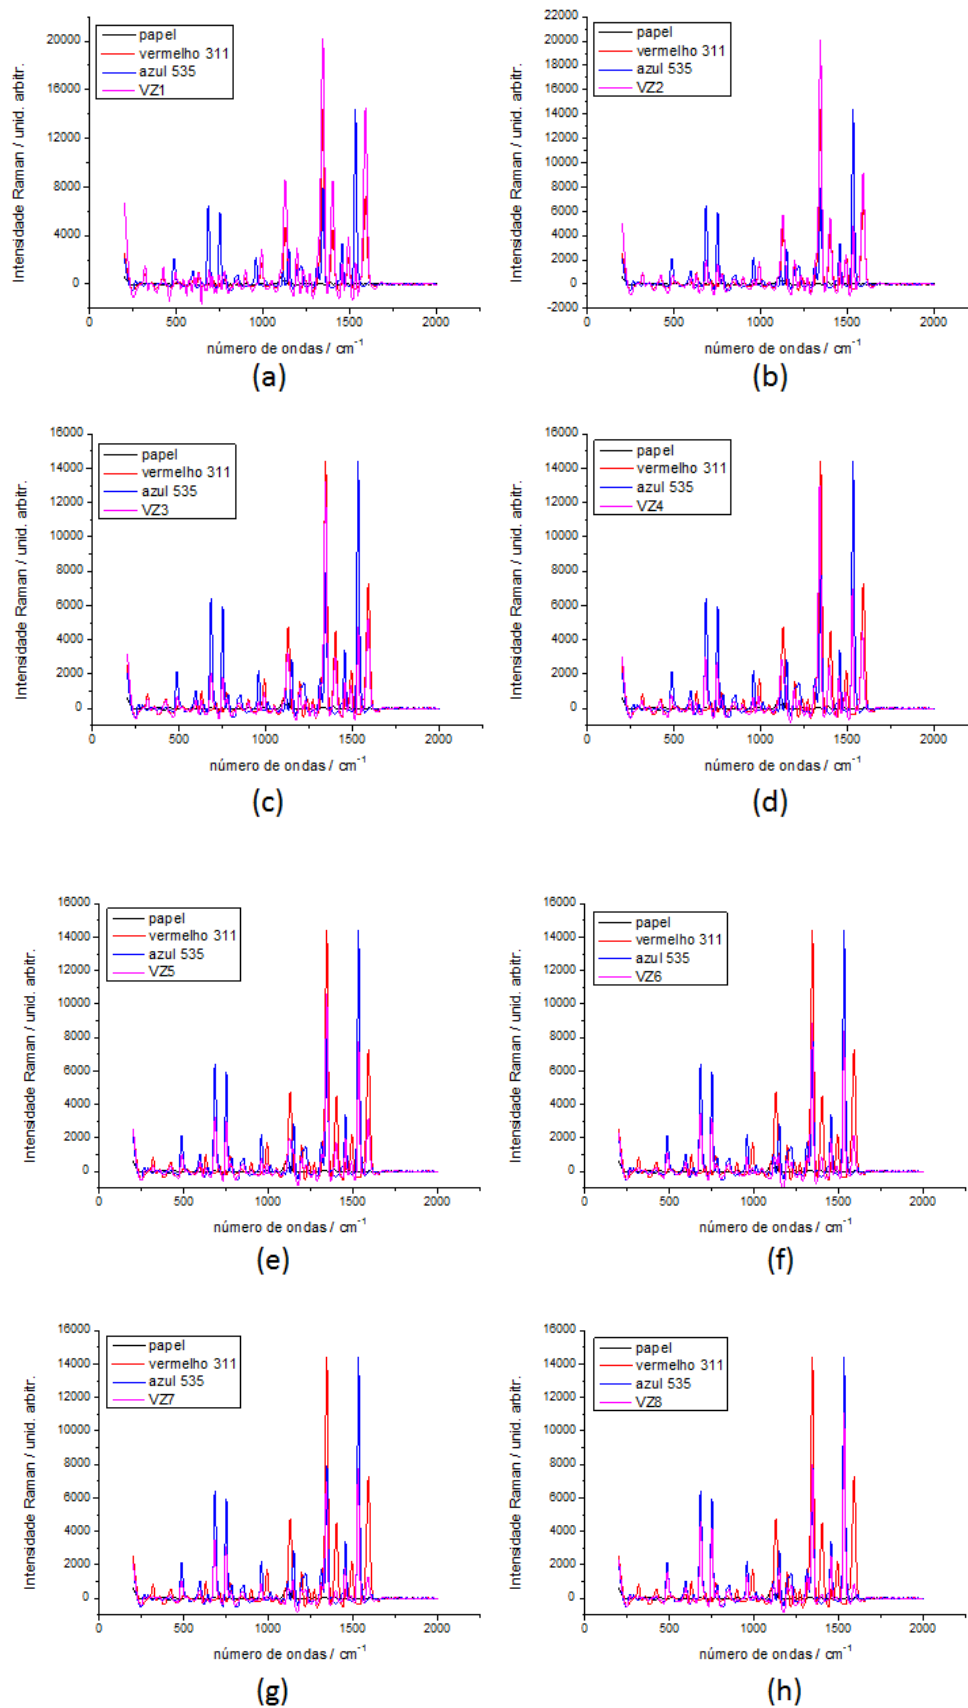 Intensidade Raman / unid. arbitr.
20000
16000
12000
8000
4000
0
papel
vermelho 311
azul 535
VZ1
0 500 1000 1500 2000
número de ondas / cm⁻¹
(a)
Intensidade Raman / unid. arbitr.
22000
20000
18000
16000
14000
12000
10000
8000
6000
4000
2000
0
-2000
papel
vermelho 311
azul 535
VZ2
0 500 1000 1500 2000
número de ondas / cm⁻¹
(b)
Intensidade Raman / unid. arbitr.
16000
14000
12000
10000
8000
6000
4000
2000
0
papel
vermelho 311
azul 535
VZ3
0 500 1000 1500 2000
número de ondas / cm⁻¹
(c)
Intensidade Raman / unid. arbitr.
16000
14000
12000
10000
8000
6000
4000
2000
0
papel
vermelho 311
azul 535
VZ4
0 500 1000 1500 2000
número de ondas / cm⁻¹
(d)
Intensidade Raman / unid. arbitr.
16000
14000
12000
10000
8000
6000
4000
2000
0
papel
vermelho 311
azul 535
VZ5
0 500 1000 1500 2000
número de ondas / cm⁻¹
(e)
Intensidade Raman / unid. arbitr.
16000
14000
12000
10000
8000
6000
4000
2000
0
papel
vermelho 311
azul 535
VZ6
0 500 1000 1500 2000
número de ondas / cm⁻¹
(f)
Intensidade Raman / unid. arbitr.
16000
14000
12000
10000
8000
6000
4000
2000
0
papel
vermelho 311
azul 535
VZ7
0 500 1000 1500 2000
número de ondas / cm⁻¹
(g)
Intensidade Raman / unid. arbitr.
16000
14000
12000
10000
8000
6000
4000
2000
0
papel
vermelho 311
azul 535
VZ8
0 500 1000 1500 2000
número de ondas / cm⁻¹
(h)